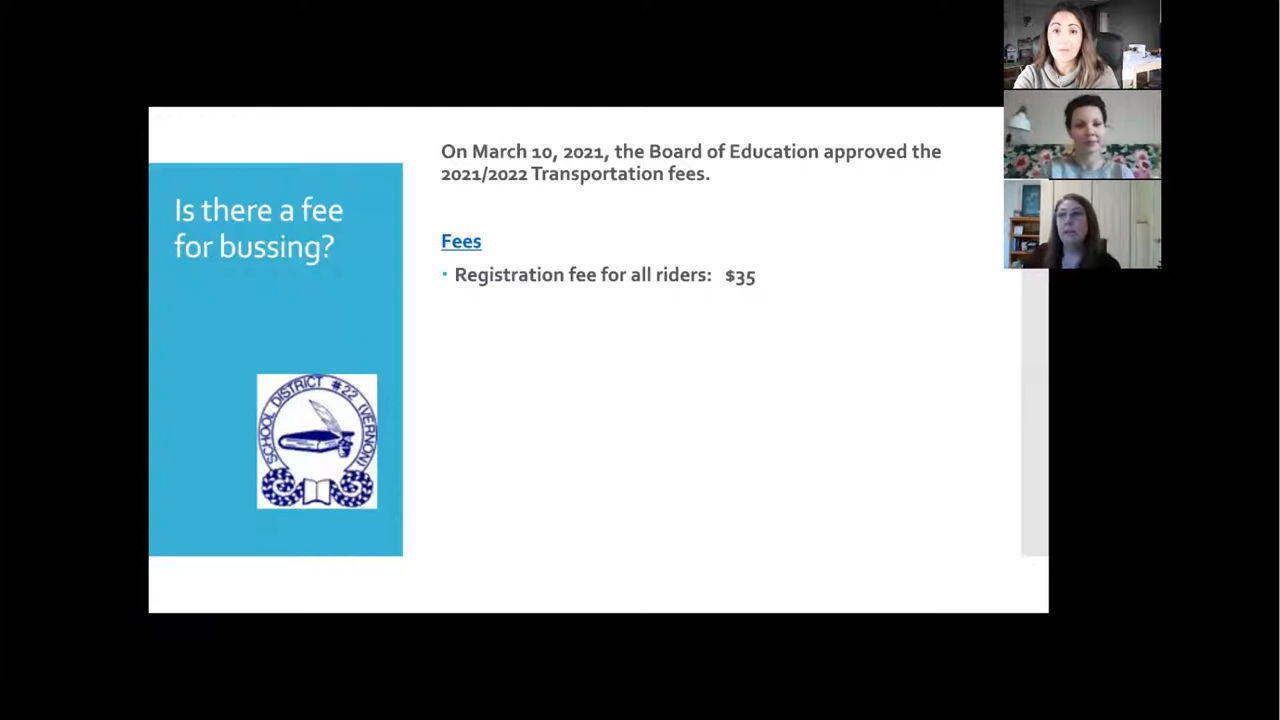 On March 10, 2021, the Board of Education approved the
2021/2022 Transportation fees.
Is there a fee
for bussing?
Fees
• Registration fee for all riders: $35
SCHOOL DISTRICT #22 (VERNON)